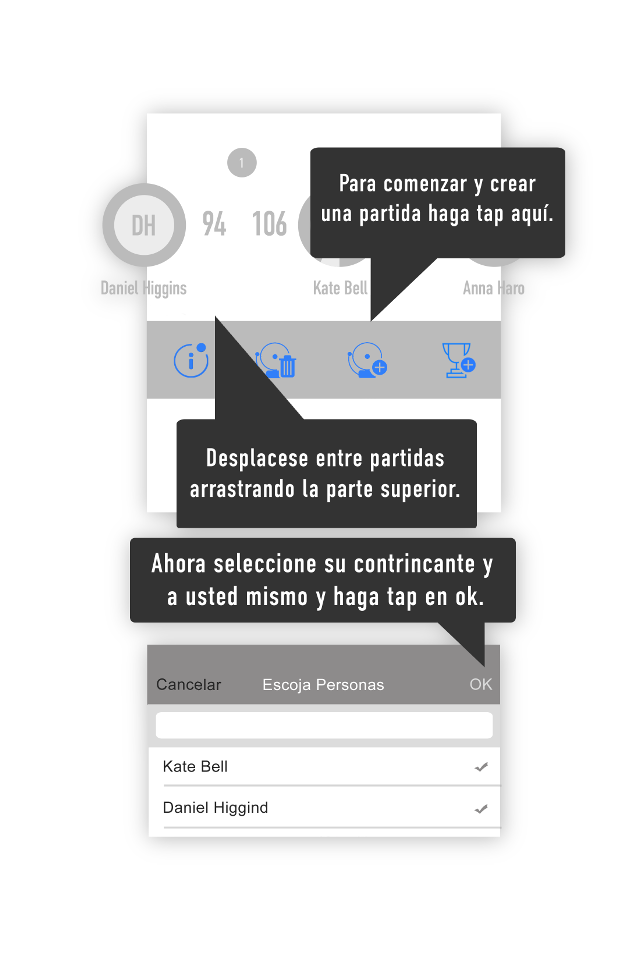 1
Para comenzar y crear
una partida haga tap aquí.
DH
94
106
Daniel Higgins
Kate Bell
Anna Haro
Desplacese entre partidas
arrastrando la parte superior.
Ahora seleccione su contrincante y
a usted mismo y haga tap en ok.
Cancelar
Escoja Personas
OK
Kate Bell
Daniel Higgind